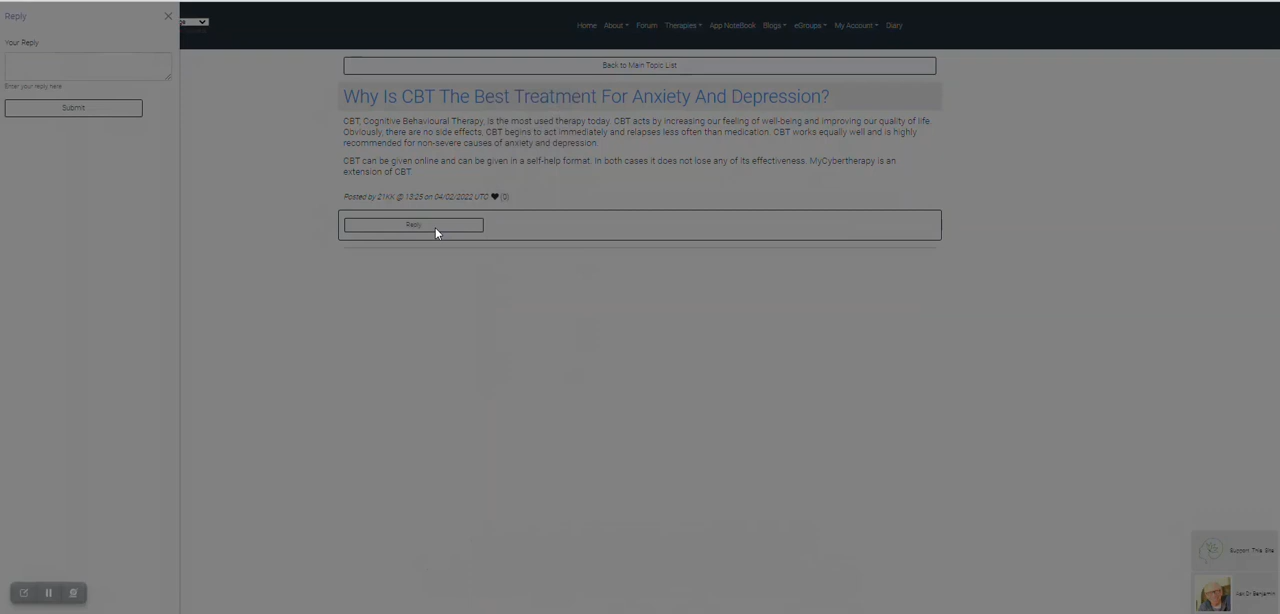 Reply
Your Reply
Enter your reply here
Submit
Home About Forum Therapies App NoteBook Blogs eGroups My Account Diary
Back to Main Topic List
Why Is CBT The Best Treatment For Anxiety And Depression?
CBT, Cognitive Behavioural Therapy, is the most used therapy today. CBT acts by increasing our feeling of well-being and improving our quality of life.
Obviously, there are no side effects, CBT begins to act immediately and relapses less often than medication. CBT works equally well and is highly
recommended for non-severe causes of anxiety and depression.
CBT can be given online and can be given in a self-help format. In both cases it does not lose any of its effectiveness. MyCybertherapy is an
extension of CBT.
Posted by 21KK @ 13:25 on 04/02/2022 UTC (0)
Reply
Support This Site
Ask Dr Benjamin